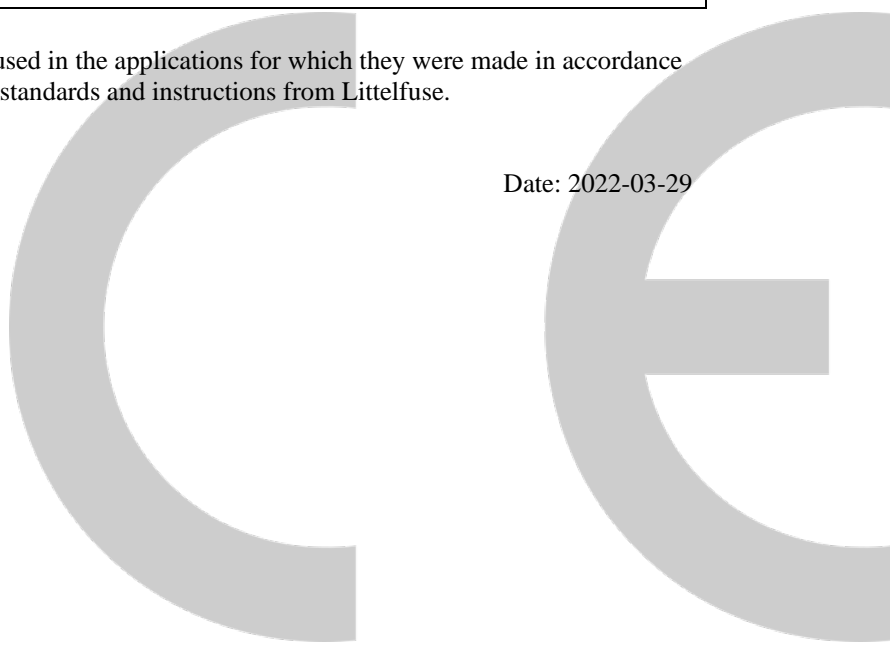 used in the applications for which they were made in accordance
standards and instructions from Littelfuse.
Date: 2022-03-29
CE